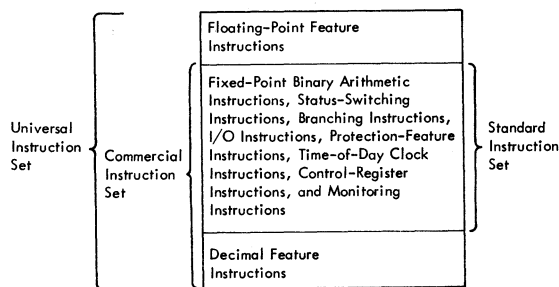 Floating-Point Feature
Instructions
Fixed-Point Binary Arithmetic
Instructions, Status-Switching
Instructions, Branching Instructions,
I/O Instructions, Protection-Feature
Instructions, Time-of-Day Clock
Instructions, Control-Register
Instructions, and Monitoring
Instructions
Decimal Feature
Instructions
Universal
Instruction
Set
Commercial
Instruction
Set
Standard
Instruction
Set